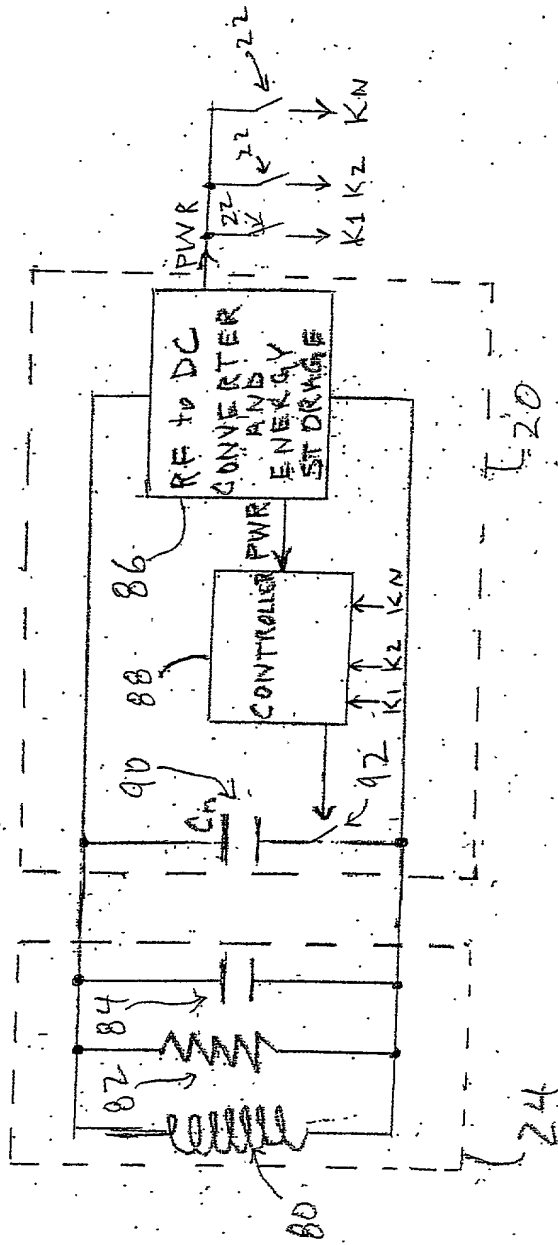 80
82
84
24
Cn
90
92
88
CONTROLLER
K1 K2 KN
PWR
86
RF to DC
CONVERTER
AND
ENERGY
STORAGE
20
PWR
22
22
22
K1 K2 KN